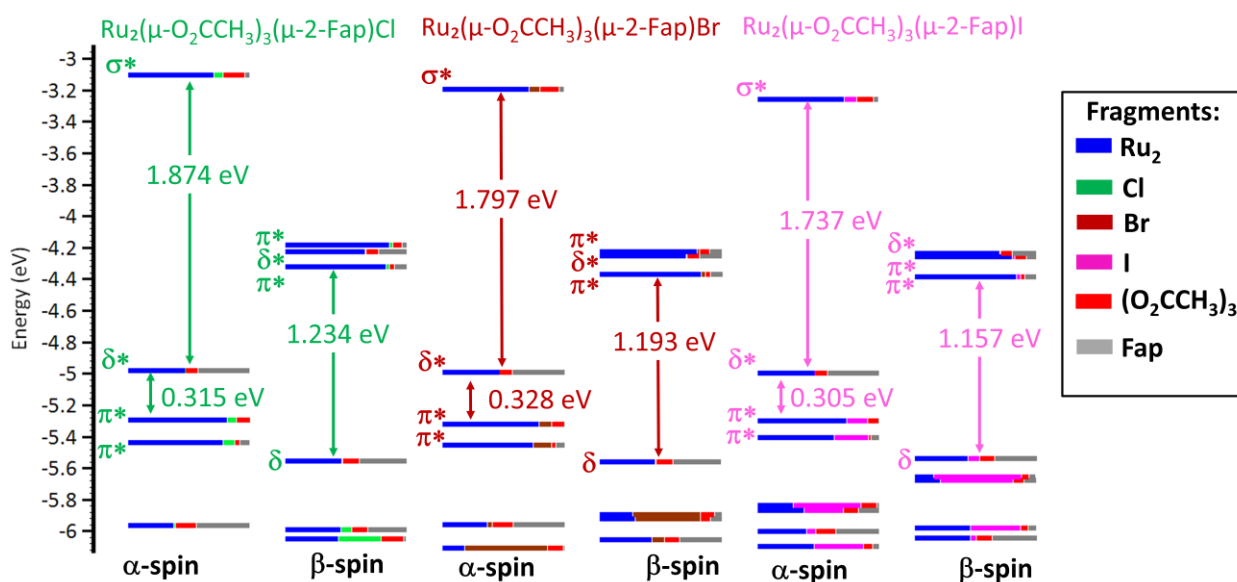 Ru₂(μ-O₂CCH₃)₃(μ-2-Fap)Cl
Ru₂(μ-O₂CCH₃)₃(μ-2-Fap)Br
Ru₂(μ-O₂CCH₃)₃(μ-2-Fap)I
Energy (eV)
-3
-3.2
-3.4
-3.6
-3.8
-4
-4.2
-4.4
-4.6
-4.8
-5
-5.2
-5.4
-5.6
-5.8
-6
σ*
1.874 eV
δ*
0.315 eV
π*
π*
π*
δ*
π*
1.234 eV
δ
σ*
1.797 eV
δ*
0.328 eV
π*
π*
π*
δ*
π*
1.193 eV
δ
σ*
1.737 eV
δ*
0.305 eV
π*
π*
δ*
π*
π*
1.157 eV
δ
α-spin
β-spin
α-spin
β-spin
α-spin
β-spin
Fragments:
Ru₂
Cl
Br
I
(O₂CCH₃)₃
Fap